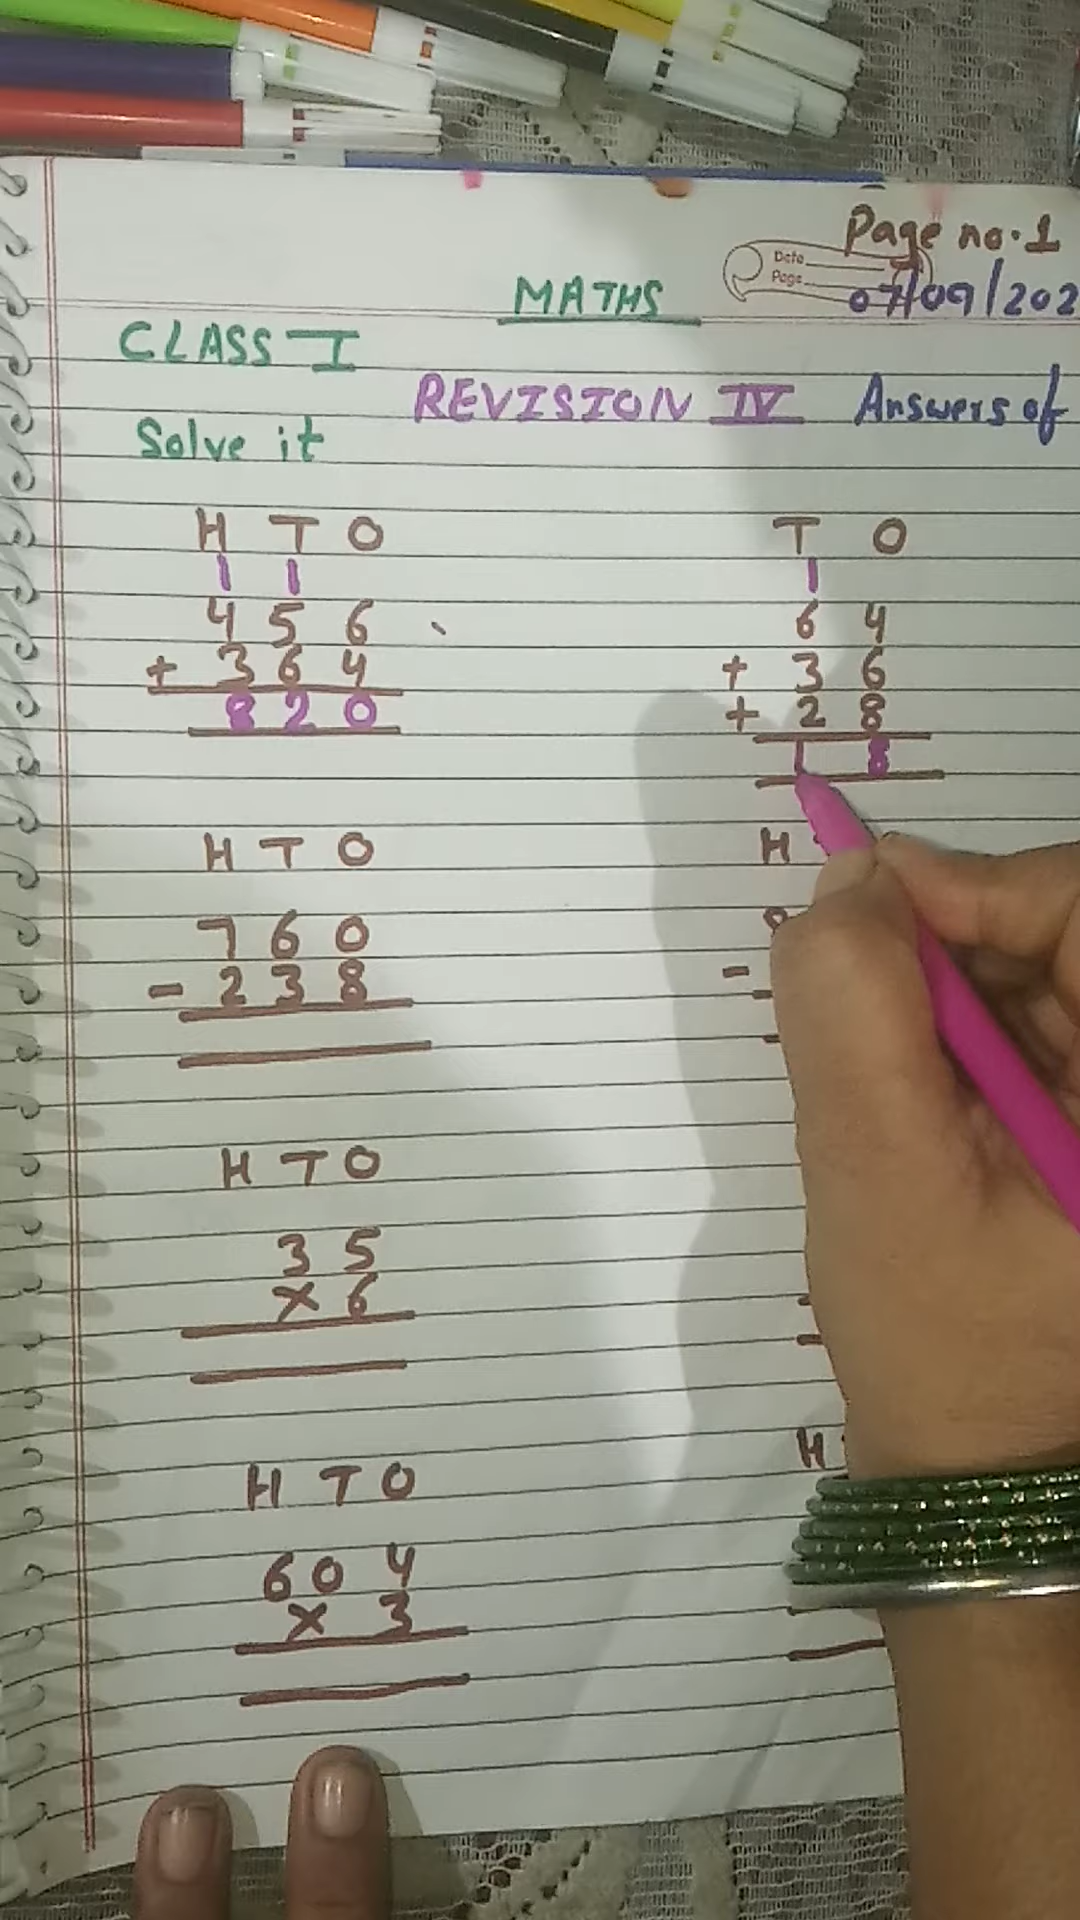 Page no. 1
Date
Page
07/09/202
MATHS
CLASS I
REVISION IV Answers of
Solve it
H T O
1 1
4 5 6
+ 3 6 4
8 2 0
T O
1
6 4
+ 3 6
+ 2 8
1 8
H T O
7 6 0
- 2 3 8
H
8
-
H T O
3 5
× 6
H T O
6 0 4
× 3
H